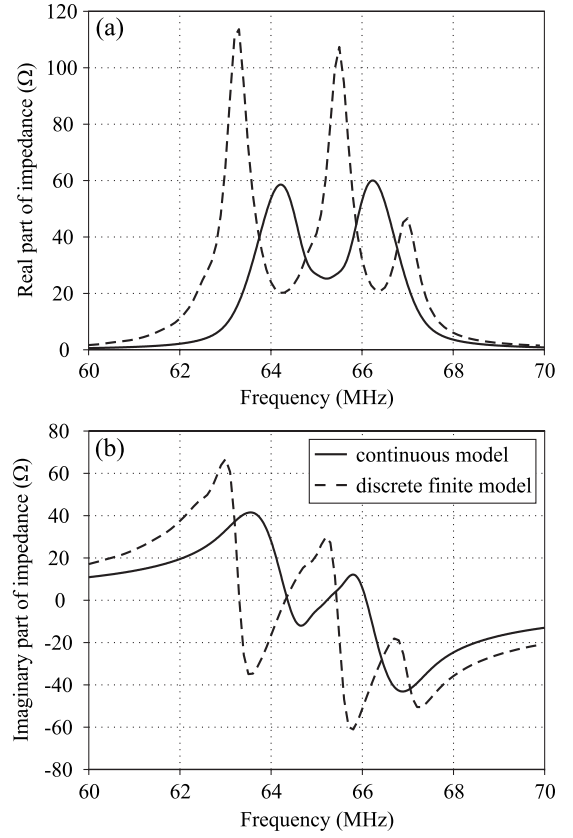 (a)
120
100
80
60
40
20
0
Real part of impedance (Ω)
60 62 64 66 68 70
Frequency (MHz)
(b)
80
60
40
20
0
-20
-40
-60
-80
Imaginary part of impedance (Ω)
continuous model
discrete finite model
60 62 64 66 68 70
Frequency (MHz)